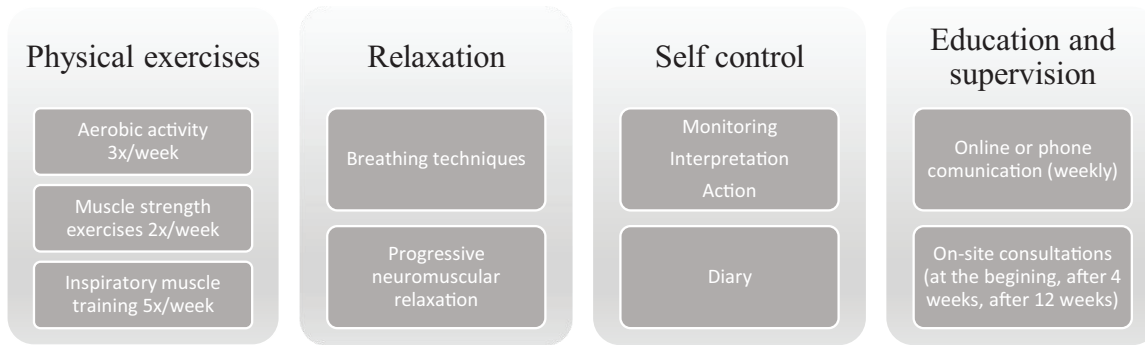 Physical exercises
Aerobic activity
3x/week
Muscle strength
exercises 2x/week
Inspiratory muscle
training 5x/week
Relaxation
Breathing techniques
Progressive
neuromuscular
relaxation
Self control
Monitoring
Interpretation
Action
Diary
Education and
supervision
Online or phone
comunication (weekly)
On-site consultations
(at the begining, after 4
weeks, after 12 weeks)